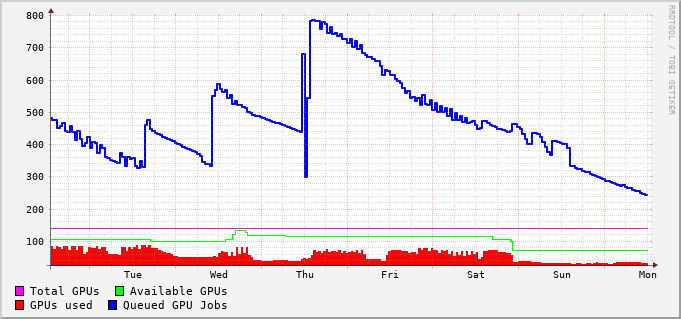 RRDTOOL / TOBI OETIKER
800
700
600
500
400
300
200
100
Tue Wed Thu Fri Sat Sun Mon
Total GPUs Available GPUs
GPUs used Queued GPU Jobs